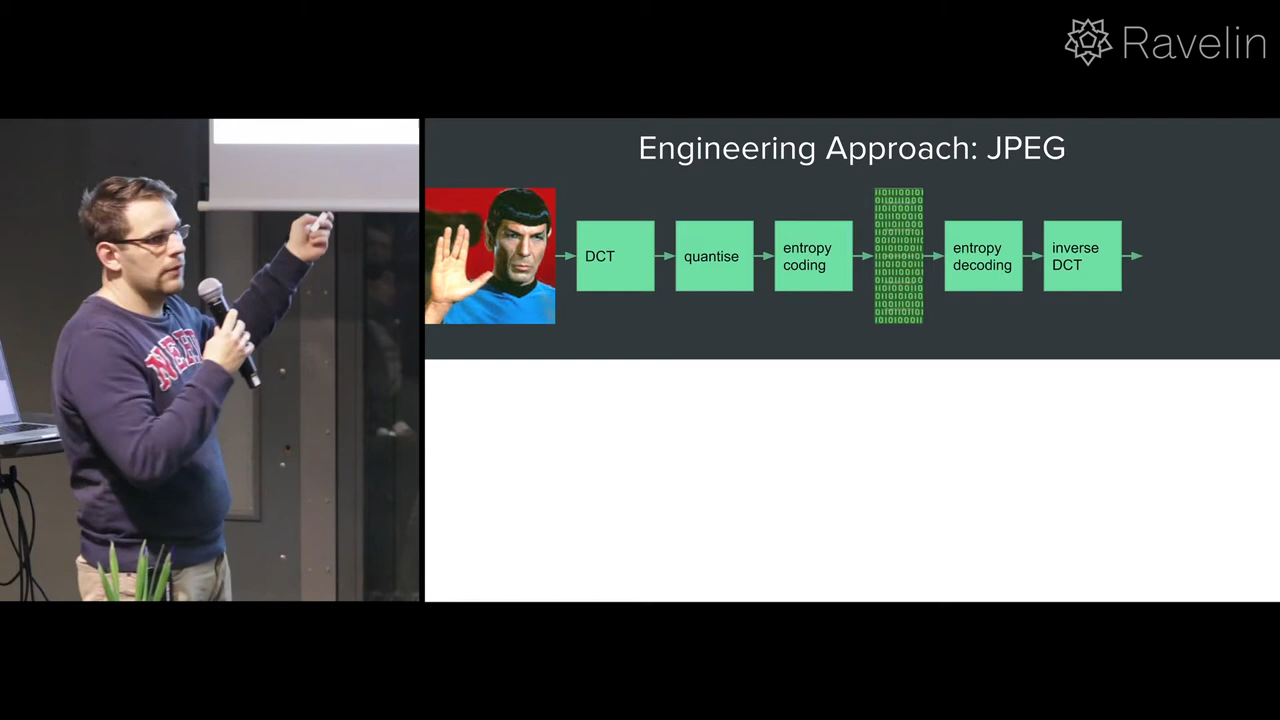 Ravelin
Engineering Approach: JPEG
DCT
quantise
entropy
coding
entropy
decoding
inverse
DCT